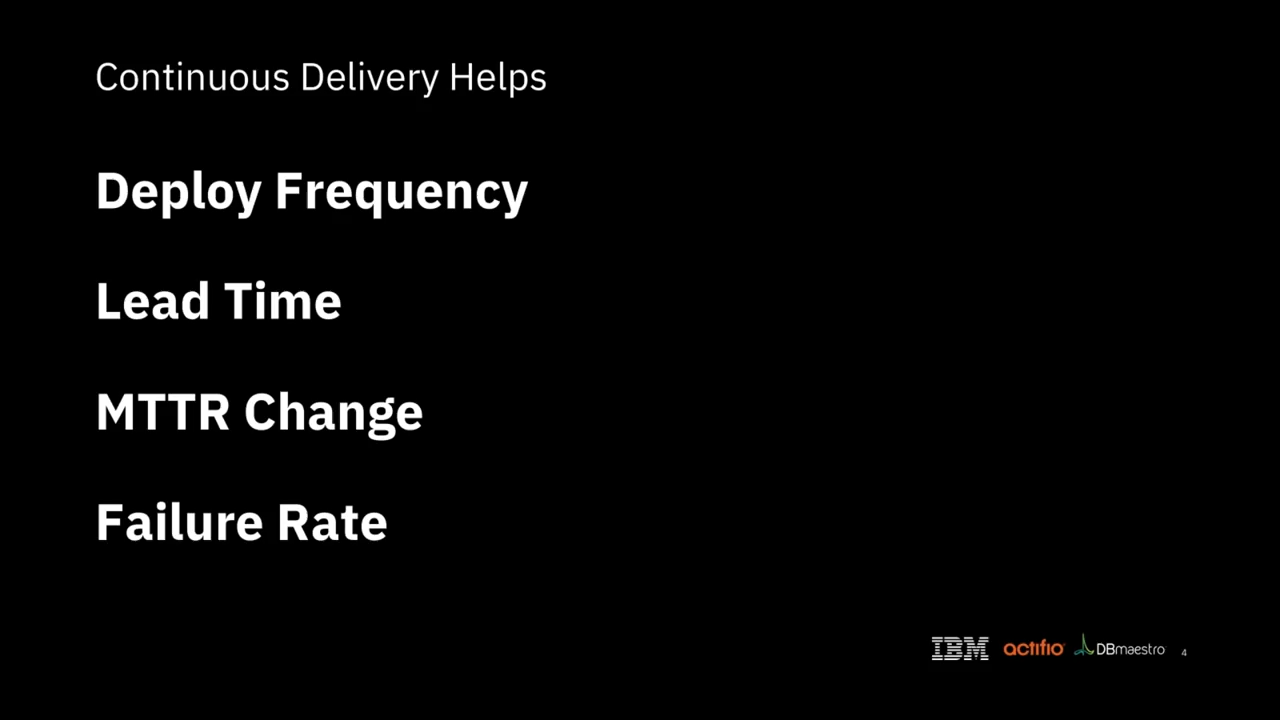 Continuous Delivery Helps
Deploy Frequency
Lead Time
MTTR Change
Failure Rate
IBM actifio DBmaestro 4